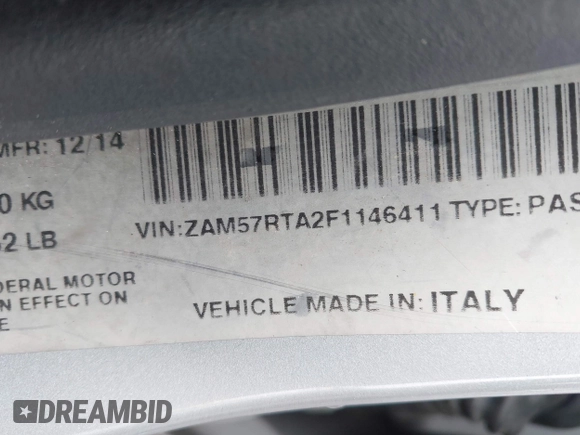 MFR: 12/14
0 KG
2 LB
VIN:ZAM57RTA2F1146411 TYPE: PAS
DERAL MOTOR
N EFFECT ON
E
VEHICLE MADE IN: ITALY
DREAMBID